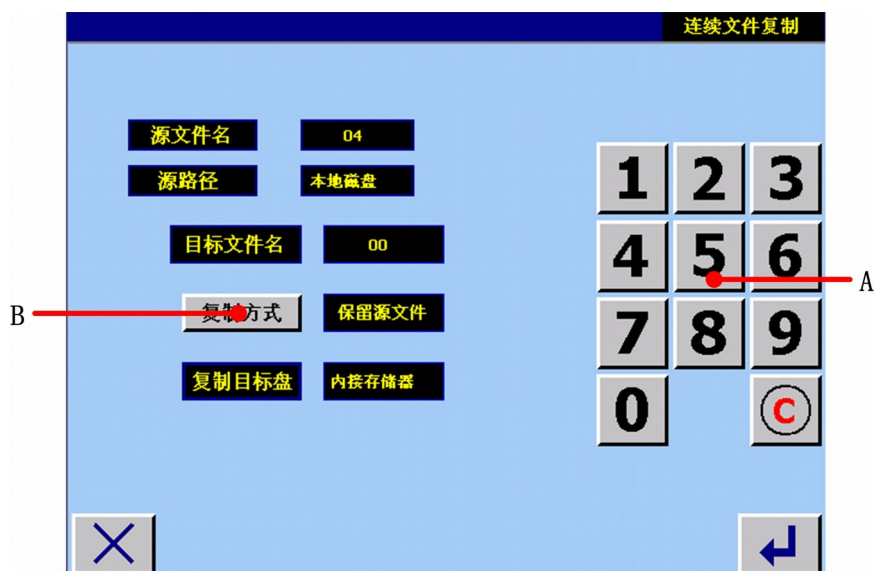 连续文件复制
源文件名 04
源路径 本地磁盘
目标文件名 00
复制方式 保留源文件
复制目标盘 内接存储器
1 2 3
4 5 6
7 8 9
0 C
A
B